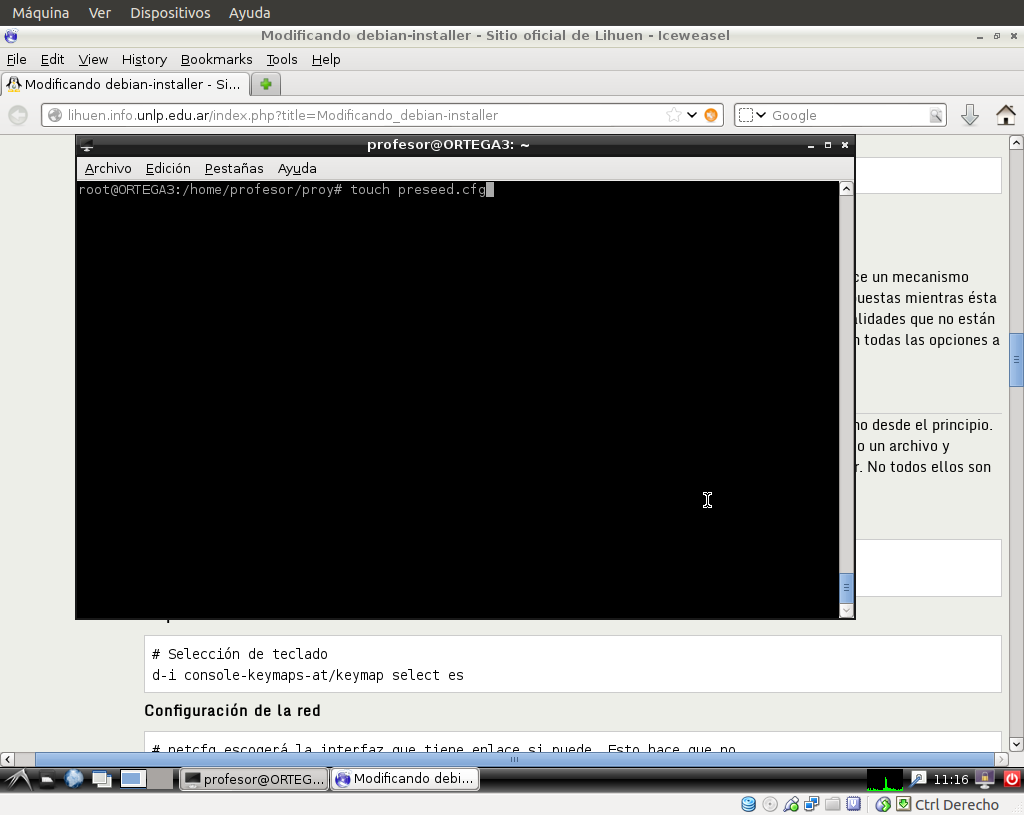 Máquina Ver Dispositivos Ayuda
Modificando debian-installer - Sitio oficial de Lihuen - Iceweasel
File Edit View History Bookmarks Tools Help
Modificando debian-installer - Si...
lihuen.info.unlp.edu.ar/index.php?title=Modificando_debian-installer
Google
profesor@ORTEGA3: ~
Archivo Edición Pestañas Ayuda
root@ORTEGA3:/home/profesor/proy# touch preseed.cfg
ce un mecanismo
uestas mientras ésta
alidades que no están
n todas las opciones a
no desde el principio.
o un archivo y
r. No todos ellos son
# Selección de teclado
d-i console-keymaps-at/keymap select es
Configuración de la red
# netcfg escogerá la interfaz que tiene enlace si puede. Esto hace que no
profesor@ORTEG...
Modificando debi...
11:16
Ctrl Derecho